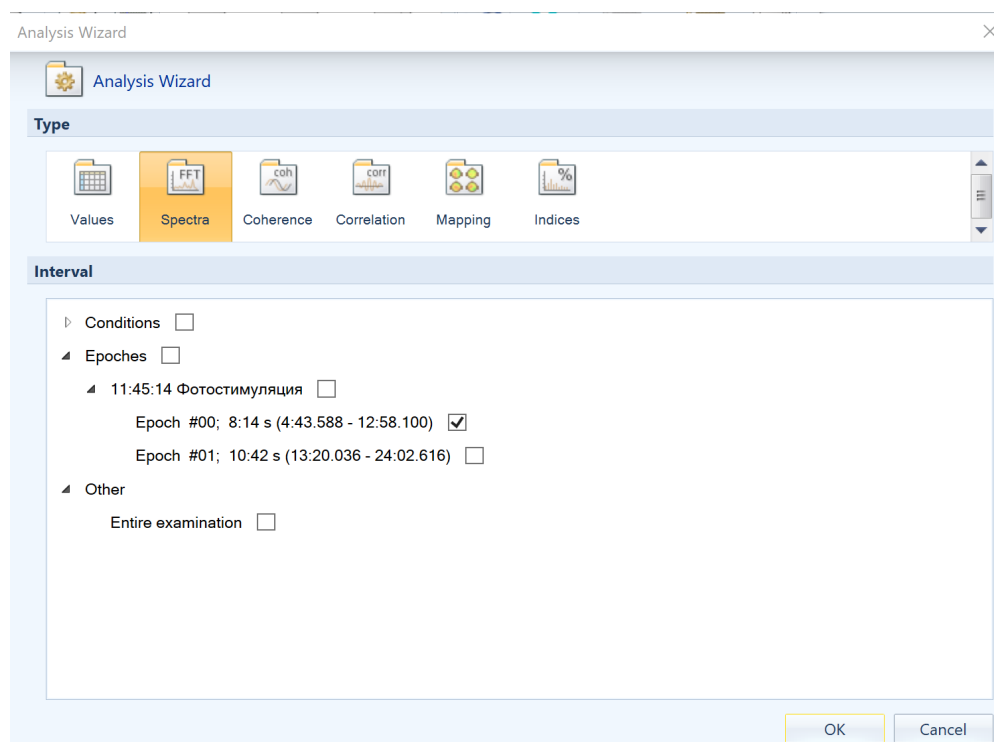 Analysis Wizard
Analysis Wizard
Type
FFT coh corr %
Values Spectra Coherence Correlation Mapping Indices
Interval
Conditions
Epoches
11:45:14 Фотостимуляция
Epoch #00; 8:14 s (4:43.588 - 12:58.100)
Epoch #01; 10:42 s (13:20.036 - 24:02.616)
Other
Entire examination
OK Cancel